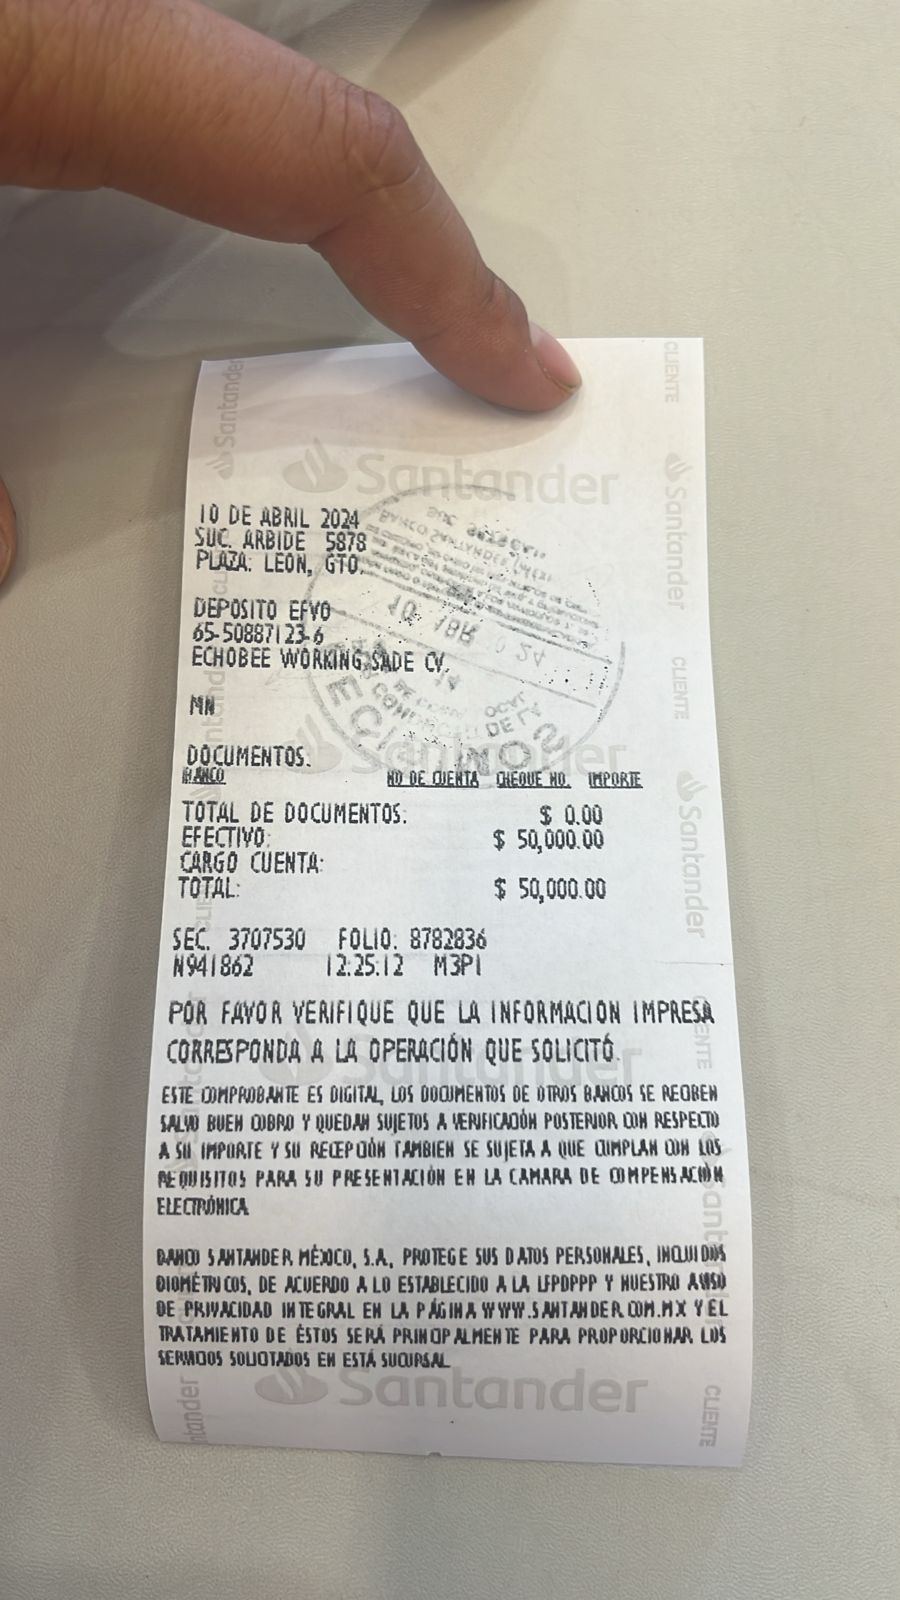 Santander
CLIENTE
Santander
10 DE ABRIL 2024
SUC. ARBIDE 5878
PLAZA: LEON, GTO.
DEPOSITO EFVO
65-50887123-6
ECHOBEE WORKING SADE CV.
MN
DOCUMENTOS:
BANCO NO DE CUENTA CHEQUE NO. IMPORTE
TOTAL DE DOCUMENTOS: $ 0.00
EFECTIVO: $ 50,000.00
CARGO CUENTA:
TOTAL: $ 50,000.00
SEC. 3707530 FOLIO: 8782836
N941862 12:25:12 M3P1
POR FAVOR VERIFIQUE QUE LA INFORMACION IMPRESA
CORRESPONDA A LA OPERACIÓN QUE SOLICITÓ.
ESTE COMPROBANTE ES DIGITAL, LOS DOCUMENTOS DE OTROS BANCOS SE RECIBEN
SALVO BUEN COBRO Y QUEDAN SUJETOS A VERIFICACIÓN POSTERIOR CON RESPECTO
A SU IMPORTE Y SU RECEPCIÓN TAMBIEN SE SUJETA A QUE CUMPLAN CON LOS
REQUISITOS PARA SU PRESENTACIÓN EN LA CAMARA DE COMPENSACIÓN
ELECTRÓNICA
BANCO SANTANDER MÉXICO, S.A., PROTEGE SUS DATOS PERSONALES, INCLUIDOS
BIOMÉTRICOS, DE ACUERDO A LO ESTABLECIDO A LA LFPDPPP Y NUESTRO AVISO
DE PRIVACIDAD INTEGRAL EN LA PÁGINA WWW.SANTANDER.COM.MX Y EL
TRATAMIENTO DE ÉSTOS SERÁ PRINCIPALMENTE PARA PROPORCIONAR LOS
SERVICIOS SOLICITADOS EN ESTÁ SUCURSAL
Santander
CLIENTE